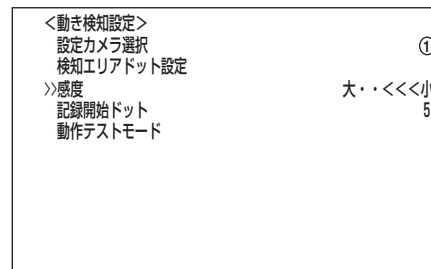 ＜動き検知設定＞
設定カメラ選択 ①
検知エリアドット設定
>>感度 大・・<<<小
記録開始ドット 5
動作テストモード